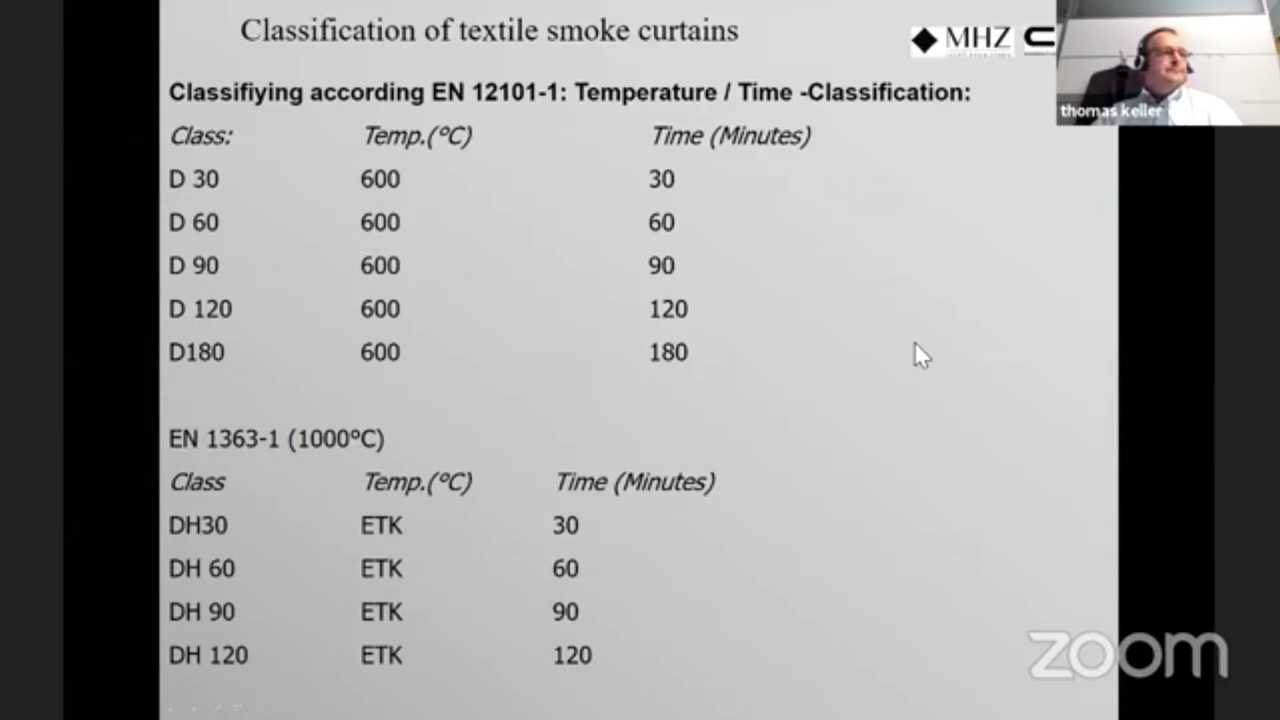 Classification of textile smoke curtains
MHZ
thomas keller
Classifiying according EN 12101-1: Temperature / Time -Classification:
Class: Temp.(°C) Time (Minutes)
D 30 600 30
D 60 600 60
D 90 600 90
D 120 600 120
D180 600 180
EN 1363-1 (1000°C)
Class Temp.(°C) Time (Minutes)
DH30 ETK 30
DH 60 ETK 60
DH 90 ETK 90
DH 120 ETK 120
zoom